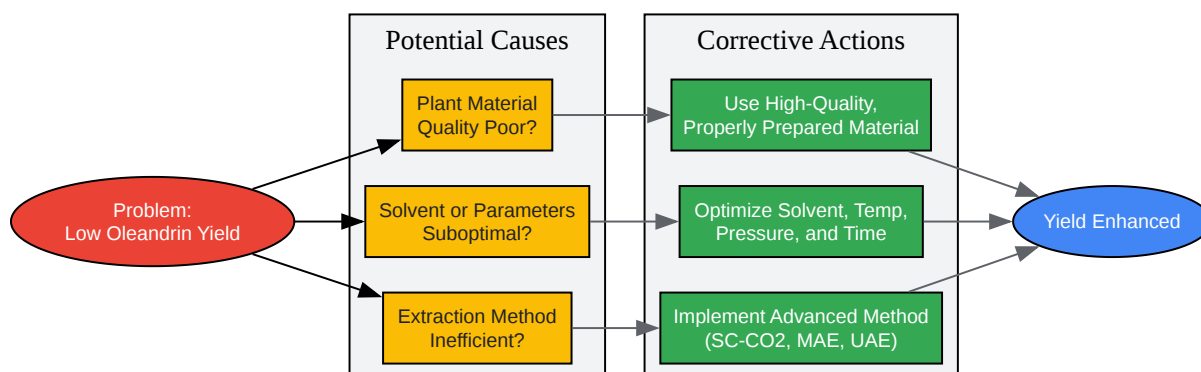 Potential Causes
Corrective Actions
Plant Material
Quality Poor?
Use High-Quality,
Properly Prepared Material
Problem:
Low Oleandrin Yield
Solvent or Parameters
Suboptimal?
Optimize Solvent, Temp,
Pressure, and Time
Yield Enhanced
Extraction Method
Inefficient?
Implement Advanced Method
(SC-CO2, MAE, UAE)